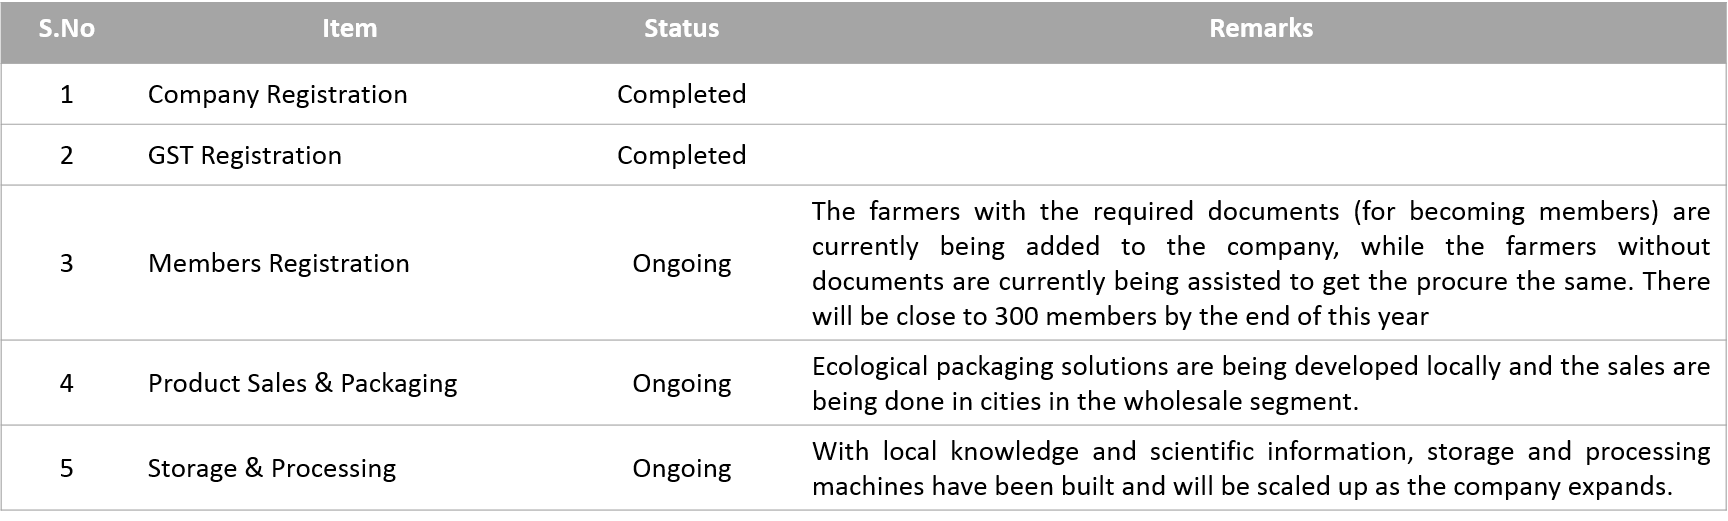 S.No Item Status Remarks
1 Company Registration Completed
2 GST Registration Completed
3 Members Registration Ongoing
The farmers with the required documents (for becoming members) are
currently being added to the company, while the farmers without
documents are currently being assisted to get the procure the same. There
will be close to 300 members by the end of this year
4 Product Sales & Packaging Ongoing
Ecological packaging solutions are being developed locally and the sales are
being done in cities in the wholesale segment.
5 Storage & Processing Ongoing
With local knowledge and scientific information, storage and processing
machines have been built and will be scaled up as the company expands.